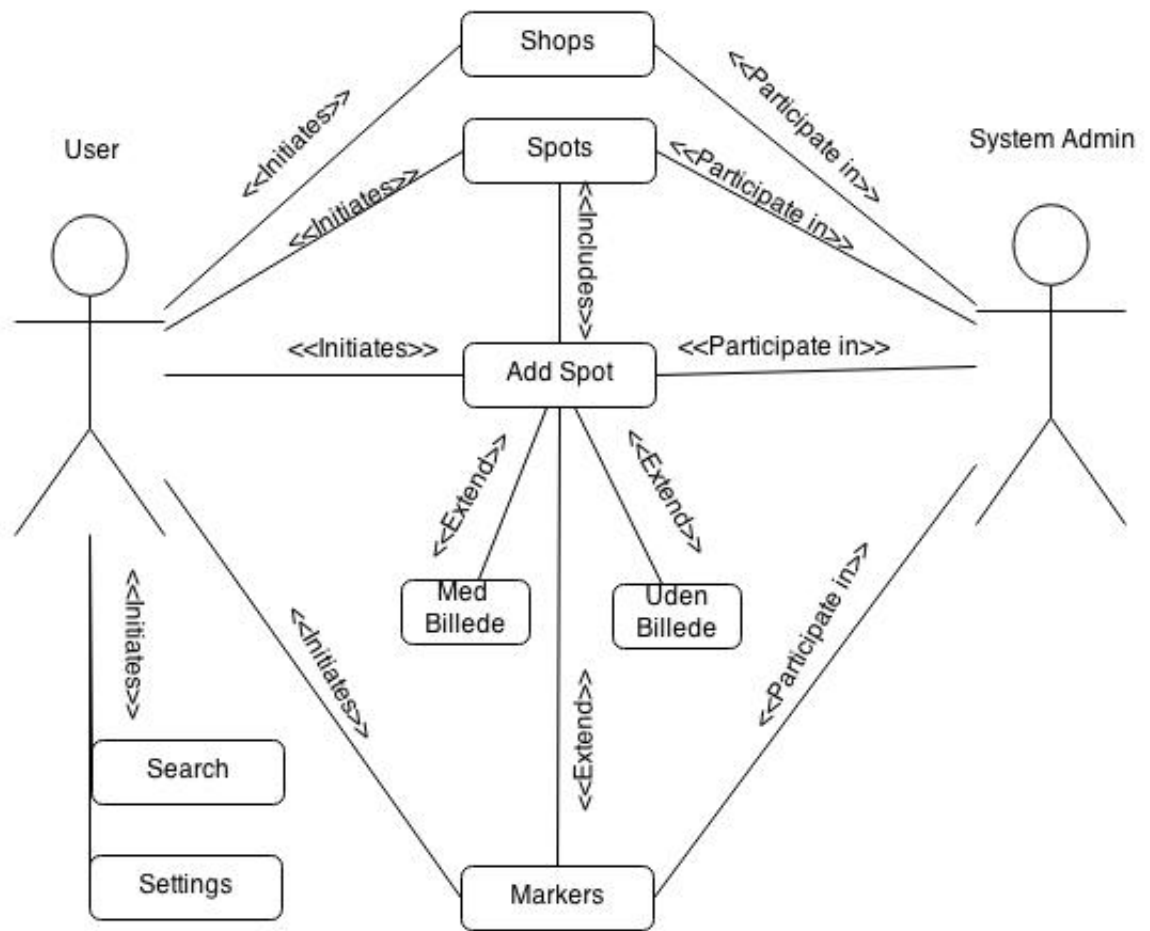 Shops
<<Initiates>>
<<Participate in>>
User
Spots
System Admin
<<Initiates>>
<<Participate in>>
<<Includes>>
<<Initiates>>
<<Participate in>>
Add Spot
<<Extend>>
<<Extend>>
Med
Billede
Uden
Billede
<<Initiates>>
<<Initiates>>
<<Participate in>>
<<Extend>>
Search
Settings
Markers